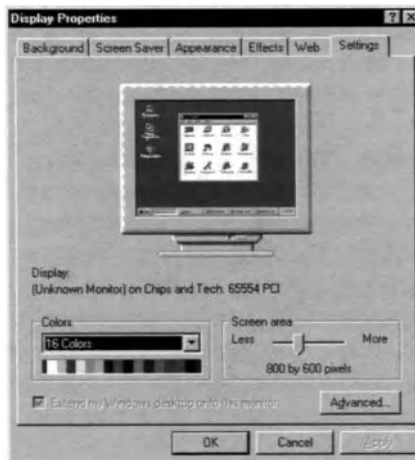 Display Properties
Background Screen Saver Appearance Effects Web Settings
Display:
(Unknown Monitor) on Chips and Tech. 65554 PCI
Colors
16 Colors
Screen area
Less More
800 by 600 pixels
Extend my Windows desktop onto this monitor
Advanced...
OK Cancel Apply